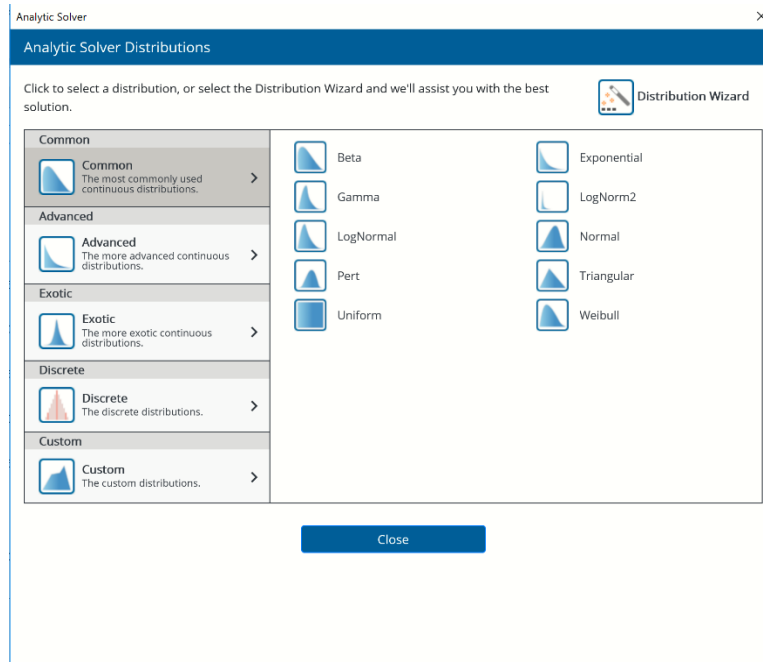 Analytic Solver
Analytic Solver Distributions
Click to select a distribution, or select the Distribution Wizard and we'll assist you with the best
solution.
Distribution Wizard
Common
Common
The most commonly used
continuous distributions.
Advanced
Advanced
The more advanced continuous
distributions.
Exotic
Exotic
The more exotic continuous
distributions.
Discrete
Discrete
The discrete distributions.
Custom
Custom
The custom distributions.
Beta
Exponential
Gamma
LogNorm2
LogNormal
Normal
Pert
Triangular
Uniform
Weibull
Close